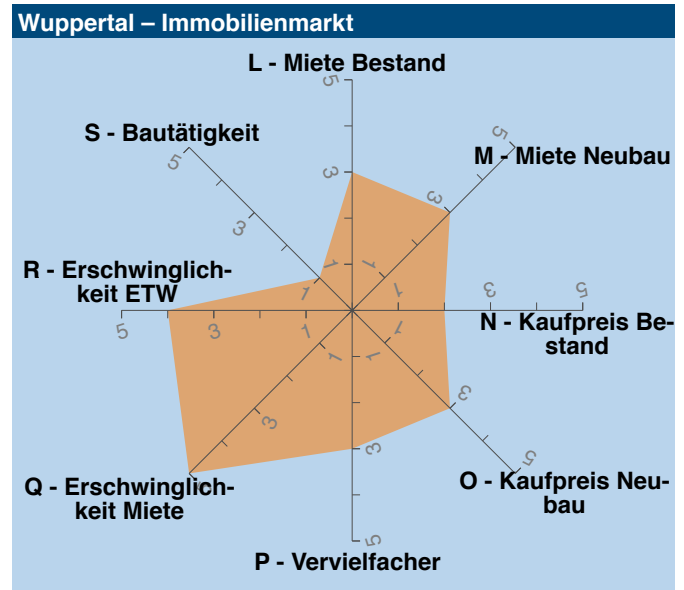 Wuppertal – Immobilienmarkt
L - Miete Bestand
5
3
1
M - Miete Neubau
5
3
1
N - Kaufpreis Be-
stand
1
3
5
O - Kaufpreis Neu-
bau
1
3
5
P - Vervielfacher
1
3
5
Q - Erschwinglich-
keit Miete
1
3
R - Erschwinglich-
keit ETW
5
3
1
S - Bautätigkeit
5
3
1